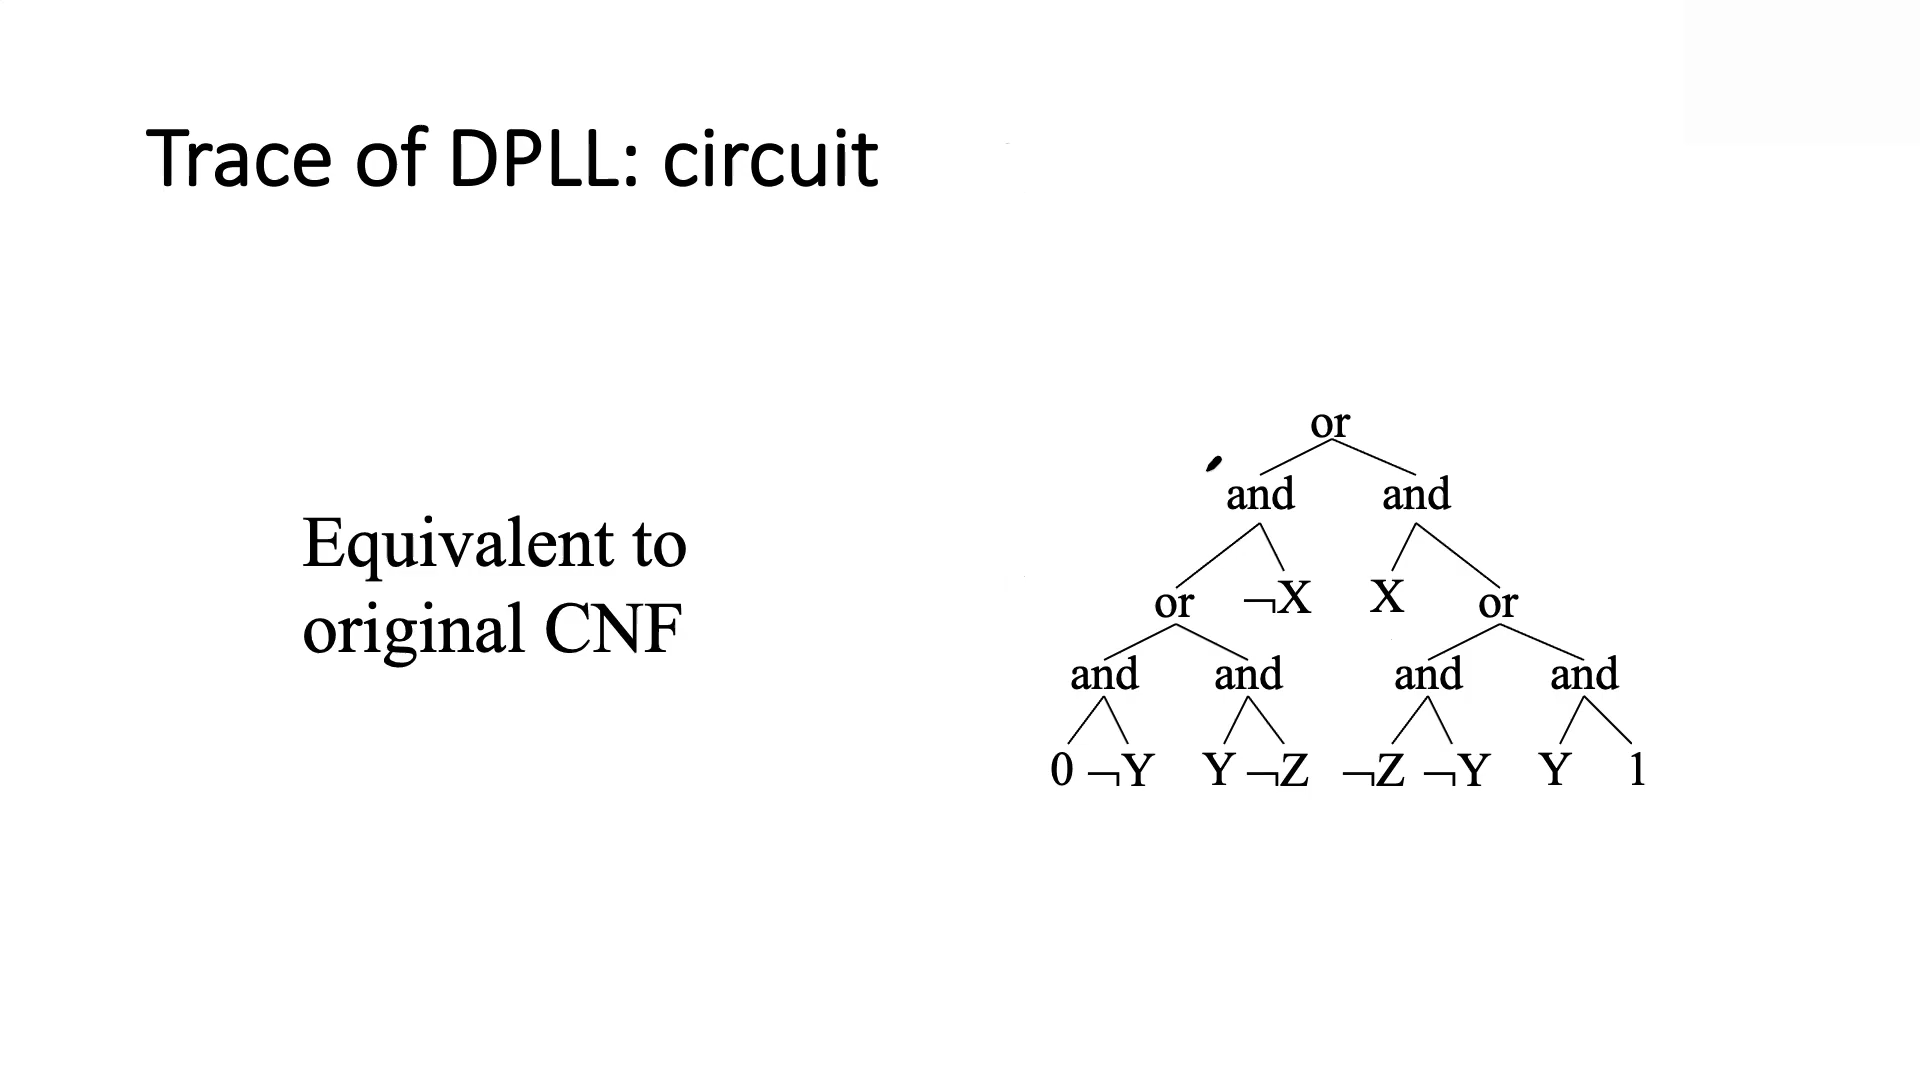 Trace of DPLL: circuit
Equivalent to
original CNF
or
and and
or ¬X X or
and and and and
0 ¬Y Y ¬Z ¬Z ¬Y Y 1